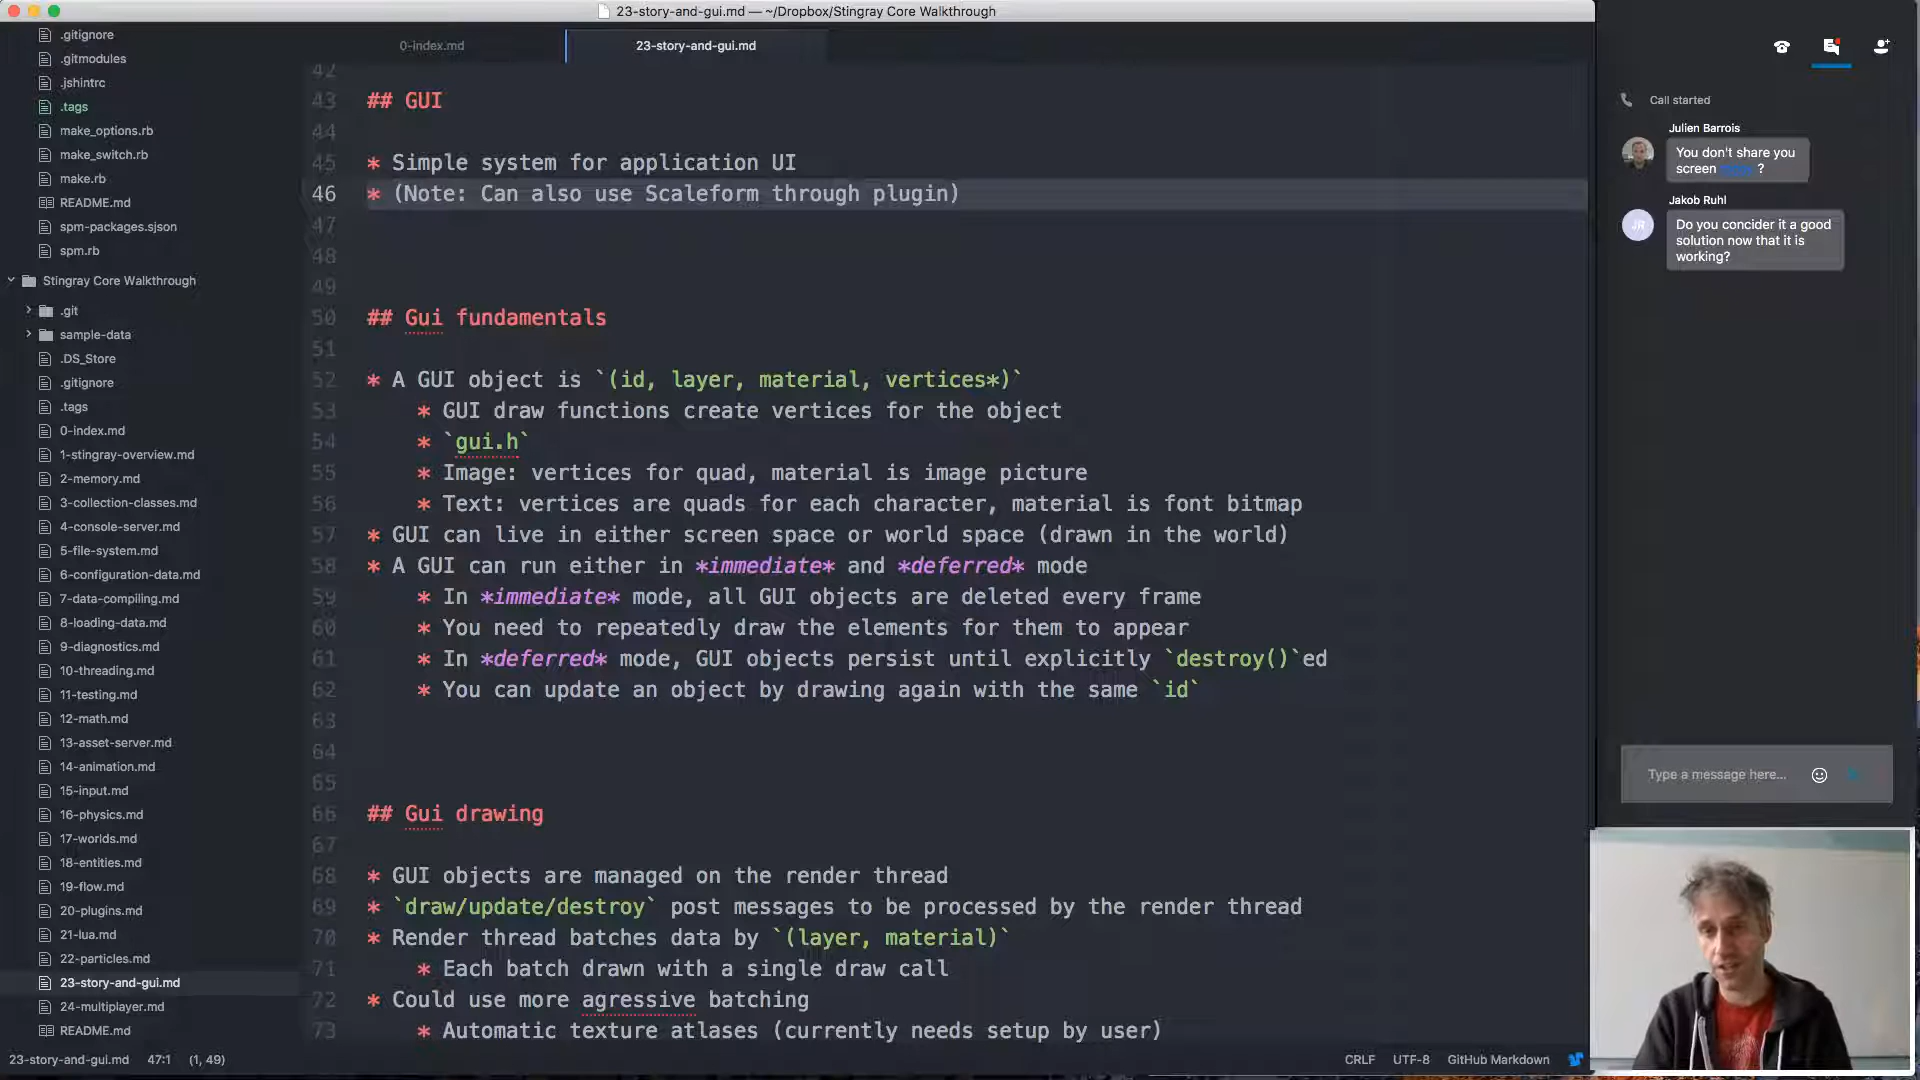 23-story-and-gui.md — ~/Dropbox/Stingray Core Walkthrough
.gitignore
.gitmodules
.jshintrc
.tags
make_options.rb
make_switch.rb
make.rb
README.md
spm-packages.sjson
spm.rb
Stingray Core Walkthrough
.git
sample-data
.DS_Store
.gitignore
.tags
0-index.md
1-stingray-overview.md
2-memory.md
3-collection-classes.md
4-console-server.md
5-file-system.md
6-configuration-data.md
7-data-compiling.md
8-loading-data.md
9-diagnostics.md
10-threading.md
11-testing.md
12-math.md
13-asset-server.md
14-animation.md
15-input.md
16-physics.md
17-worlds.md
18-entities.md
19-flow.md
20-plugins.md
21-lua.md
22-particles.md
23-story-and-gui.md
24-multiplayer.md
README.md
0-index.md
23-story-and-gui.md
42
43 ## GUI
44
45 * Simple system for application UI
46 * (Note: Can also use Scaleform through plugin)
47
48
49
50 ## Gui fundamentals
51
52 * A GUI object is `(id, layer, material, vertices*)`
53 * GUI draw functions create vertices for the object
54 * `gui.h`
55 * Image: vertices for quad, material is image picture
56 * Text: vertices are quads for each character, material is font bitmap
57 * GUI can live in either screen space or world space (drawn in the world)
58 * A GUI can run either in *immediate* and *deferred* mode
59 * In *immediate* mode, all GUI objects are deleted every frame
60 * You need to repeatedly draw the elements for them to appear
61 * In *deferred* mode, GUI objects persist until explicitly `destroy()`ed
62 * You can update an object by drawing again with the same `id`
63
64
65
66 ## Gui drawing
67
68 * GUI objects are managed on the render thread
69 * `draw/update/destroy` post messages to be processed by the render thread
70 * Render thread batches data by `(layer, material)`
71 * Each batch drawn with a single draw call
72 * Could use more agressive batching
73 * Automatic texture atlases (currently needs setup by user)
23-story-and-gui.md 47:1 (1, 49)
CRLF UTF-8 GitHub Markdown
Call started
Julien Barrois
You don't share you
screen ?
Jakob Ruhl
JR
Do you concider it a good
solution now that it is
working?
Type a message here...